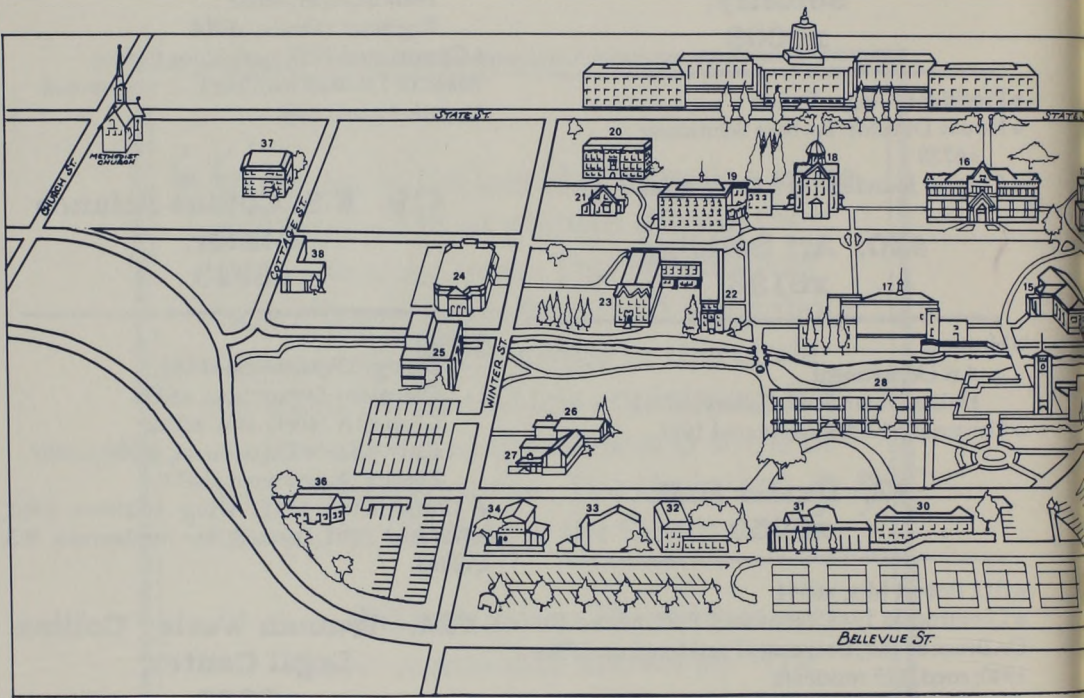 STATE ST.
STATE
METHODIST
CHURCH
CHURCH ST.
37
20
19
18
16
21
COTTAGE ST.
38
24
23
22
17
15
25
WINTER ST.
28
26
27
36
34
33
32
31
30
BELLEVUE ST.